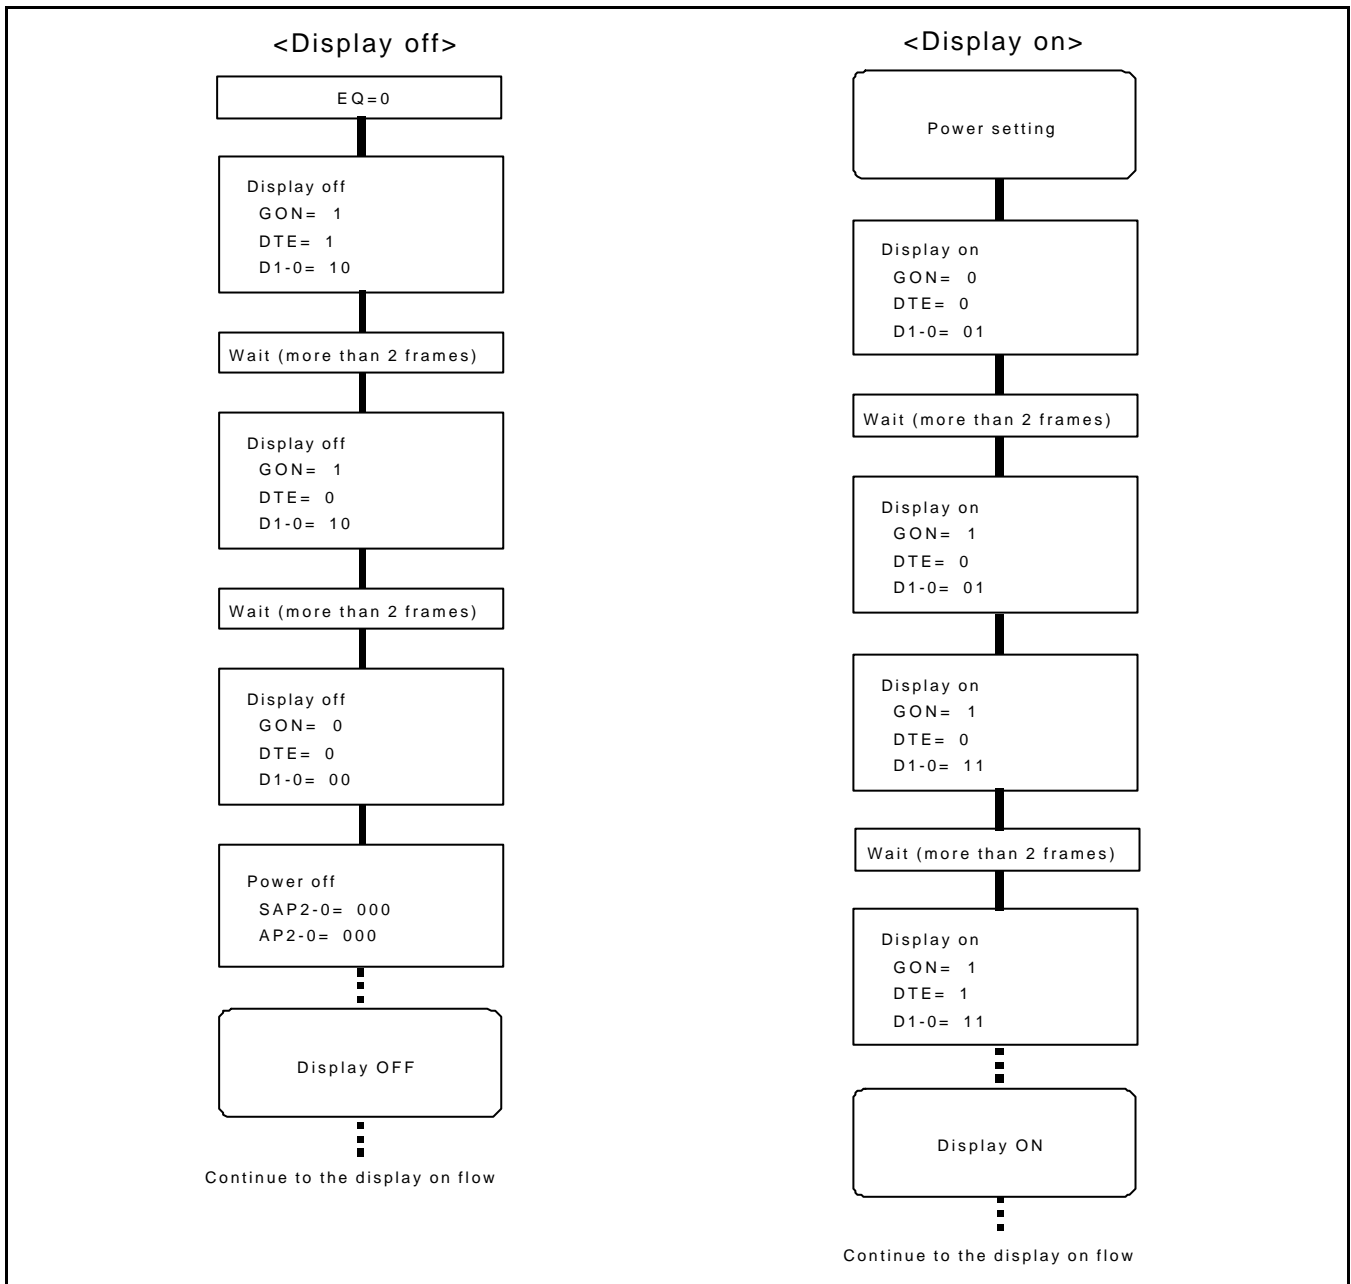 <Display off>
EQ=0
Display off
GON= 1
DTE= 1
D1-0= 10
Wait (more than 2 frames)
Display off
GON= 1
DTE= 0
D1-0= 10
Wait (more than 2 frames)
Display off
GON= 0
DTE= 0
D1-0= 00
Power off
SAP2-0= 000
AP2-0= 000
Display OFF
Continue to the display on flow
<Display on>
Power setting
Display on
GON= 0
DTE= 0
D1-0= 01
Wait (more than 2 frames)
Display on
GON= 1
DTE= 0
D1-0= 01
Display on
GON= 1
DTE= 0
D1-0= 11
Wait (more than 2 frames)
Display on
GON= 1
DTE= 1
D1-0= 11
Display ON
Continue to the display on flow